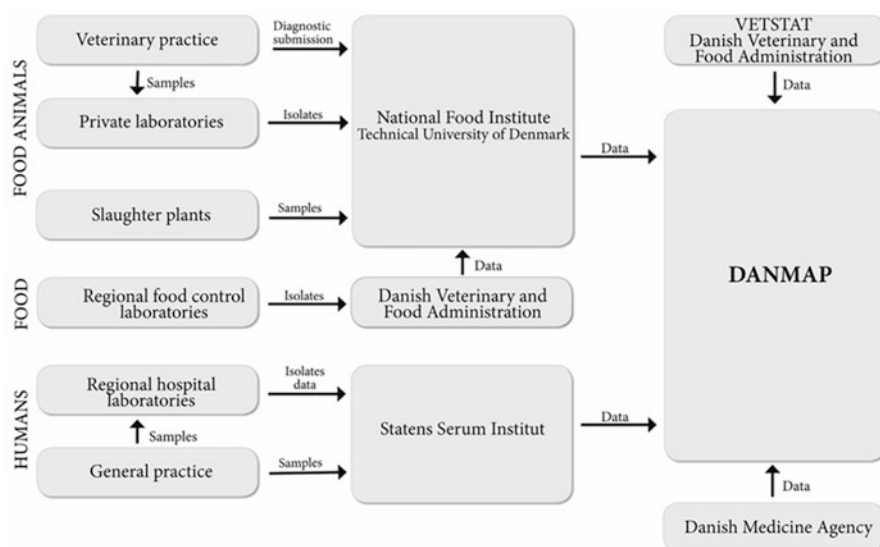 FOOD ANIMALS
Veterinary practice
Diagnostic
submission
Samples
Private laboratories
Isolates
Slaughter plants
Samples
National Food Institute
Technical University of Denmark
Data
VETSTAT
Danish Veterinary and
Food Administration
Data
DANMAP
FOOD
Regional food control
laboratories
Isolates
Danish Veterinary and
Food Administration
Data
HUMANS
Regional hospital
laboratories
Isolates
data
Samples
General practice
Samples
Statens Serum Institut
Data
Data
Danish Medicine Agency